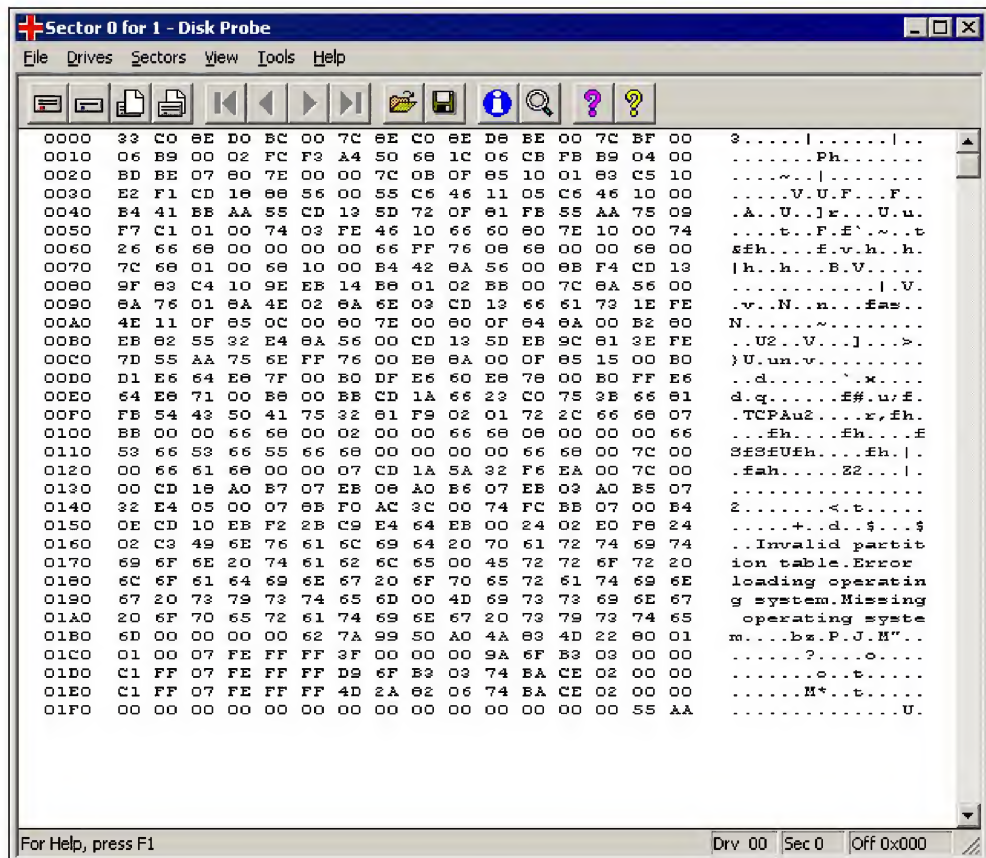 Sector 0 for 1 - Disk Probe
File Drives Sectors View Tools Help
0000 33 C0 8E D0 BC 00 7C 8E C0 8E D8 BE 00 7C BF 00 3.....|......|..
0010 06 B9 00 02 FC F3 A4 50 68 1C 06 CB FB B9 04 00 .......Ph.......
0020 BD BE 07 80 7E 00 00 7C 0B 0F 85 10 01 83 C5 10 ....~..|........
0030 E2 F1 CD 18 88 56 00 55 C6 46 11 05 C6 46 10 00 .....V.U.F...F..
0040 B4 41 BB AA 55 CD 13 5D 72 0F 81 FB 55 AA 75 09 .A..U..]r...U.u.
0050 F7 C1 01 00 74 03 FE 46 10 66 60 80 7E 10 00 74 ....t..F.f`.~..t
0060 26 66 68 00 00 00 00 66 FF 76 08 68 00 00 68 00 &fh....f.v.h..h.
0070 7C 68 01 00 68 10 00 B4 42 8A 56 00 8B F4 CD 13 |h..h...B.V.....
0080 9F 83 C4 10 9E EB 14 B8 01 02 BB 00 7C 8A 56 00 ............|.V.
0090 8A 76 01 8A 4E 02 8A 6E 03 CD 13 66 61 73 1E FE .v..N..n...fas..
00A0 4E 11 0F 85 0C 00 80 7E 00 80 0F 84 8A 00 B2 80 N......~........
00B0 EB 82 55 32 E4 8A 56 00 CD 13 5D EB 9C 81 3E FE ..U2..V...]...>.
00C0 7D 55 AA 75 6E FF 76 00 E8 8A 00 0F 85 15 00 B0 }U.un.v.........
00D0 D1 E6 64 E8 7F 00 B0 DF E6 60 E8 78 00 B0 FF E6 ..d......`.x....
00E0 64 E8 71 00 B8 00 BB CD 1A 66 23 C0 75 3B 66 81 d.q......f#.u;f.
00F0 FB 54 43 50 41 75 32 81 F9 02 01 72 2C 66 68 07 .TCPAu2....r,fh.
0100 BB 00 00 66 68 00 02 00 00 66 68 08 00 00 00 66 ...fh....fh....f
0110 53 66 53 66 55 66 68 00 00 00 00 66 68 00 7C 00 SfSfUfh....fh.|.
0120 00 66 61 68 00 00 07 CD 1A 5A 32 F6 EA 00 7C 00 .fah.....Z2...|.
0130 00 CD 18 A0 B7 07 EB 08 A0 B6 07 EB 03 A0 B5 07 ................
0140 32 E4 05 00 07 8B F0 AC 3C 00 74 FC BB 07 00 B4 2.......<.t.....
0150 0E CD 10 EB F2 2B C9 E4 64 EB 00 24 02 E0 F8 24 .....+..d..$...$
0160 02 C3 49 6E 76 61 6C 69 64 20 70 61 72 74 69 74 ..Invalid partit
0170 69 6F 6E 20 74 61 62 6C 65 00 45 72 72 6F 72 20 ion table.Error
0180 6C 6F 61 64 69 6E 67 20 6F 70 65 72 61 74 69 6E loading operatin
0190 67 20 73 79 73 74 65 6D 00 4D 69 73 73 69 6E 67 g system.Missing
01A0 20 6F 70 65 72 61 74 69 6E 67 20 73 79 73 74 65  operating syste
01B0 6D 00 00 00 00 62 7A 99 50 A0 4A 83 4D 22 80 01 m....bz.P.J.M"..
01C0 01 00 07 FE FF FF 3F 00 00 00 9A 6F B3 03 00 00 ......?....o....
01D0 C1 FF 07 FE FF FF D9 6F B3 03 74 BA CE 02 00 00 .......o..t.....
01E0 C1 FF 07 FE FF FF 4D 2A 82 06 74 BA CE 02 00 00 ......M*..t.....
01F0 00 00 00 00 00 00 00 00 00 00 00 00 00 00 55 AA ..............U.
For Help, press F1 Drv 00 Sec 0 Off 0x000